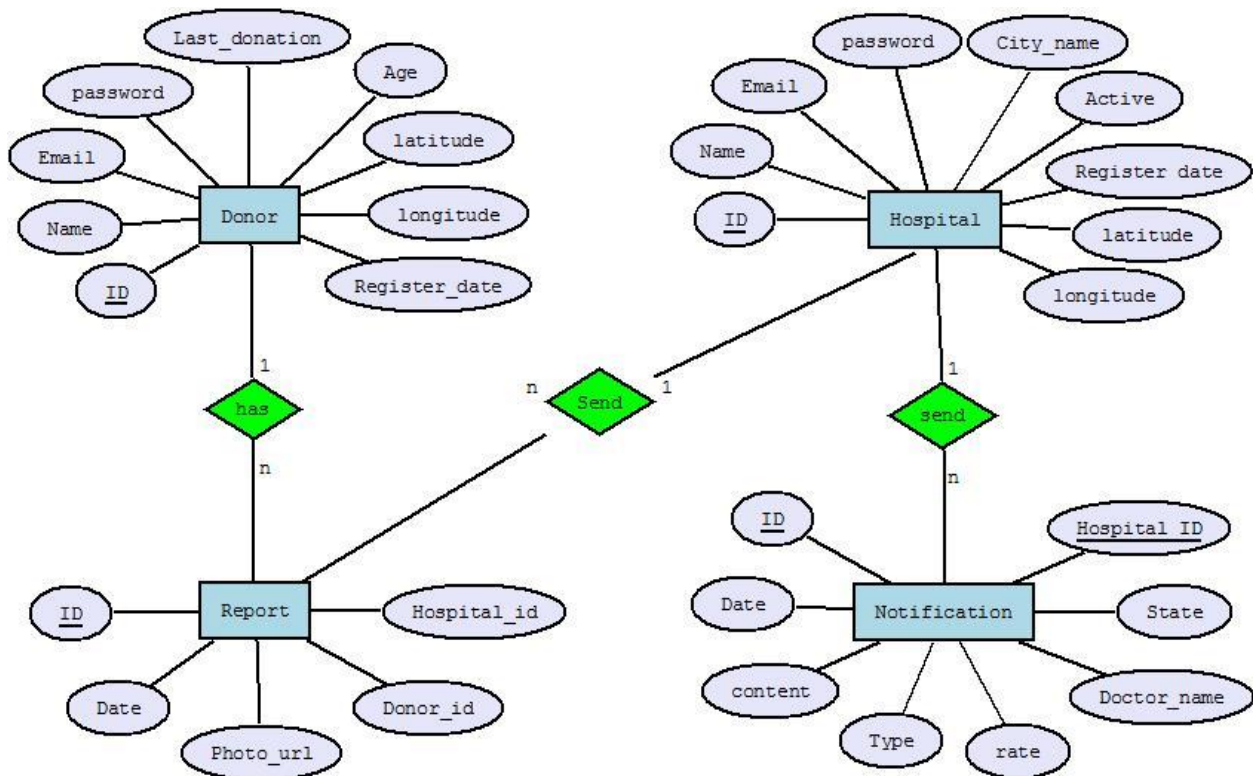 Last_donation
password
Age
Email
latitude
Name
Donor
longitude
ID
Register_date
password
City_name
Email
Active
Name
Register date
ID
Hospital
latitude
longitude
1
has
n
n
Send
1
1
send
n
ID
Report
Hospital_id
Date
Donor_id
Photo_url
ID
Hospital ID
Date
Notification
State
content
Doctor_name
Type
rate